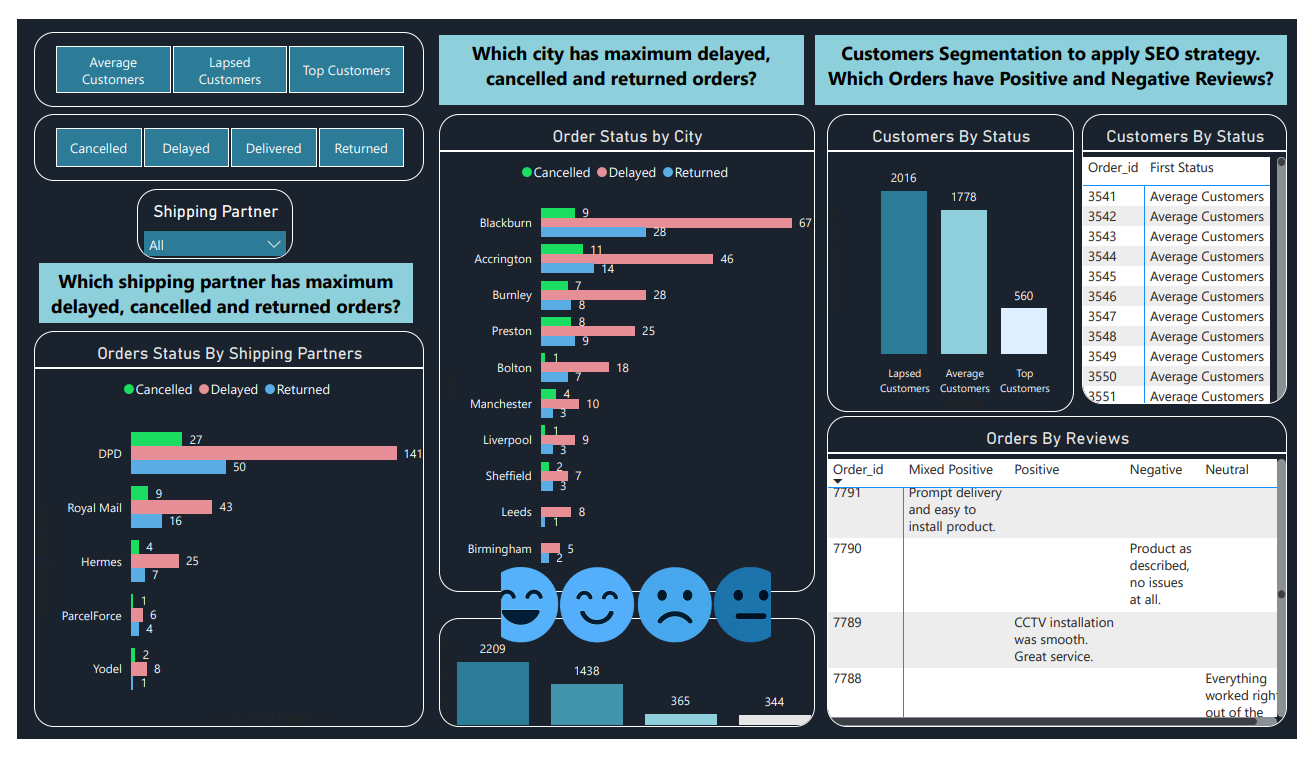 Average
Customers
Lapsed
Customers
Top Customers
Cancelled
Delayed
Delivered
Returned
Shipping Partner
All
Which shipping partner has maximum
delayed, cancelled and returned orders?
Orders Status By Shipping Partners
Cancelled Delayed Returned
DPD
27
141
50
Royal Mail
9
43
16
Hermes
4
25
7
ParcelForce
1
6
4
Yodel
2
8
1
Which city has maximum delayed,
cancelled and returned orders?
Order Status by City
Cancelled Delayed Returned
Blackburn
9
67
28
Accrington
11
46
14
Burnley
7
28
8
Preston
8
25
9
Bolton
1
18
7
Manchester
4
10
3
Liverpool
1
9
3
Sheffield
2
7
3
Leeds
8
1
Birmingham
5
2
2209
1438
365
344
Customers Segmentation to apply SEO strategy.
Which Orders have Positive and Negative Reviews?
Customers By Status
2016
1778
560
Lapsed
Customers
Average
Customers
Top
Customers
Customers By Status
Order_id First Status
3541 Average Customers
3542 Average Customers
3543 Average Customers
3544 Average Customers
3545 Average Customers
3546 Average Customers
3547 Average Customers
3548 Average Customers
3549 Average Customers
3550 Average Customers
3551 Average Customers
Orders By Reviews
Order_id Mixed Positive Positive Negative Neutral
7791 Prompt delivery
and easy to
install product.
7790 Product as
described,
no issues
at all.
7789 CCTV installation
was smooth.
Great service.
7788 Everything
worked right
out of the